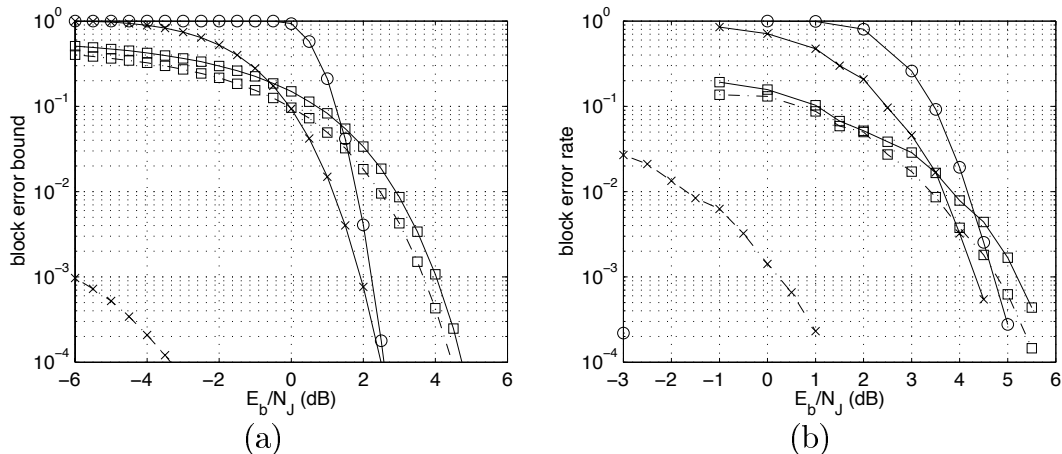 10^0
10^−1
10^−2
10^−3
10^−4
block error bound
−6 −4 −2 0 2 4 6
E_b/N_J (dB)
(a)
10^0
10^−1
10^−2
10^−3
10^−4
block error rate
−3 −2 −1 0 1 2 3 4 5 6
E_b/N_J (dB)
(b)